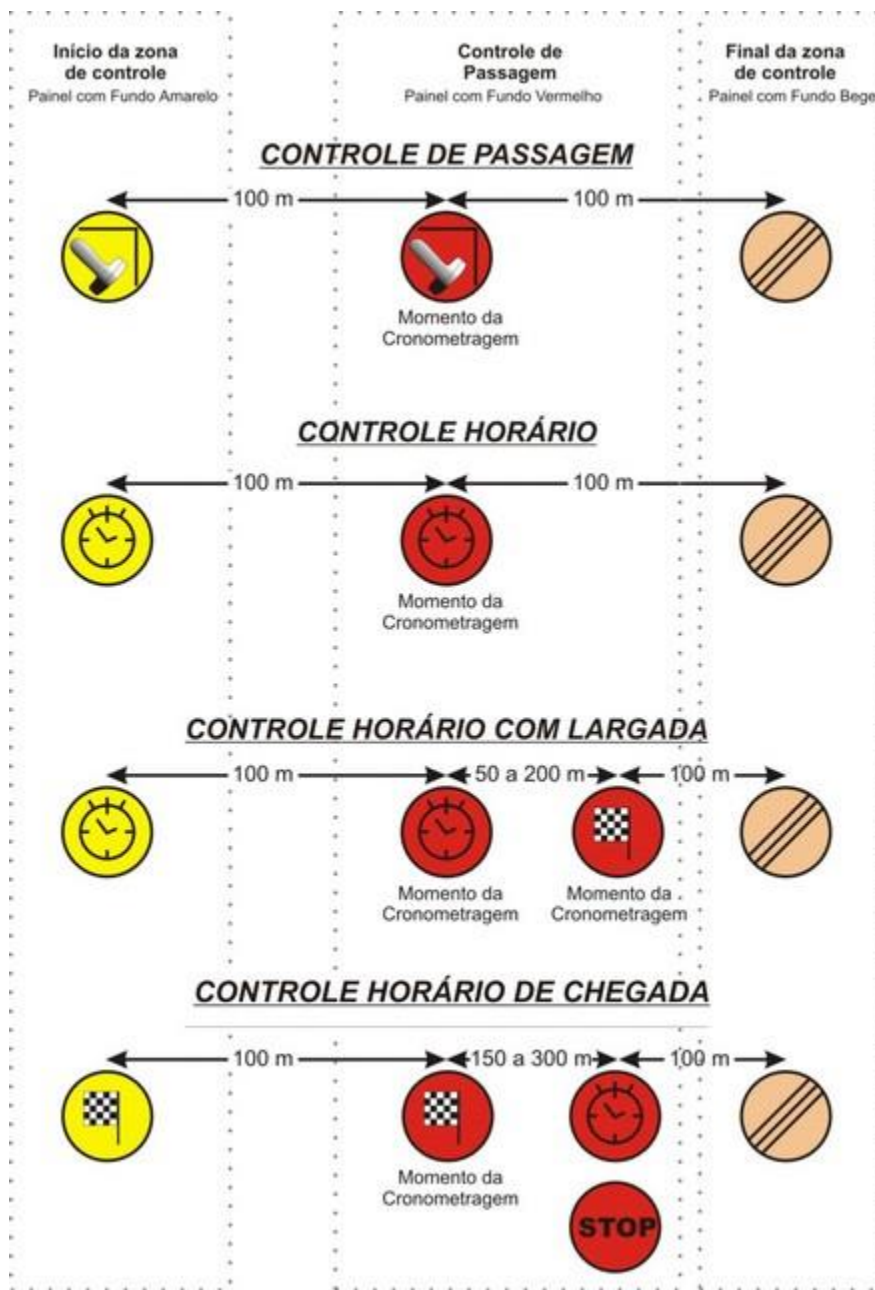 Início da zona
de controle
Painel com Fundo Amarelo
Controle de
Passagem
Painel com Fundo Vermelho
Final da zona
de controle
Painel com Fundo Bege
CONTROLE DE PASSAGEM
100 m
100 m
Momento da
Cronometragem
CONTROLE HORÁRIO
100 m
100 m
Momento da
Cronometragem
CONTROLE HORÁRIO COM LARGADA
100 m
50 a 200 m
100 m
Momento da
Cronometragem
Momento da
Cronometragem
CONTROLE HORÁRIO DE CHEGADA
100 m
150 a 300 m
100 m
Momento da
Cronometragem
STOP